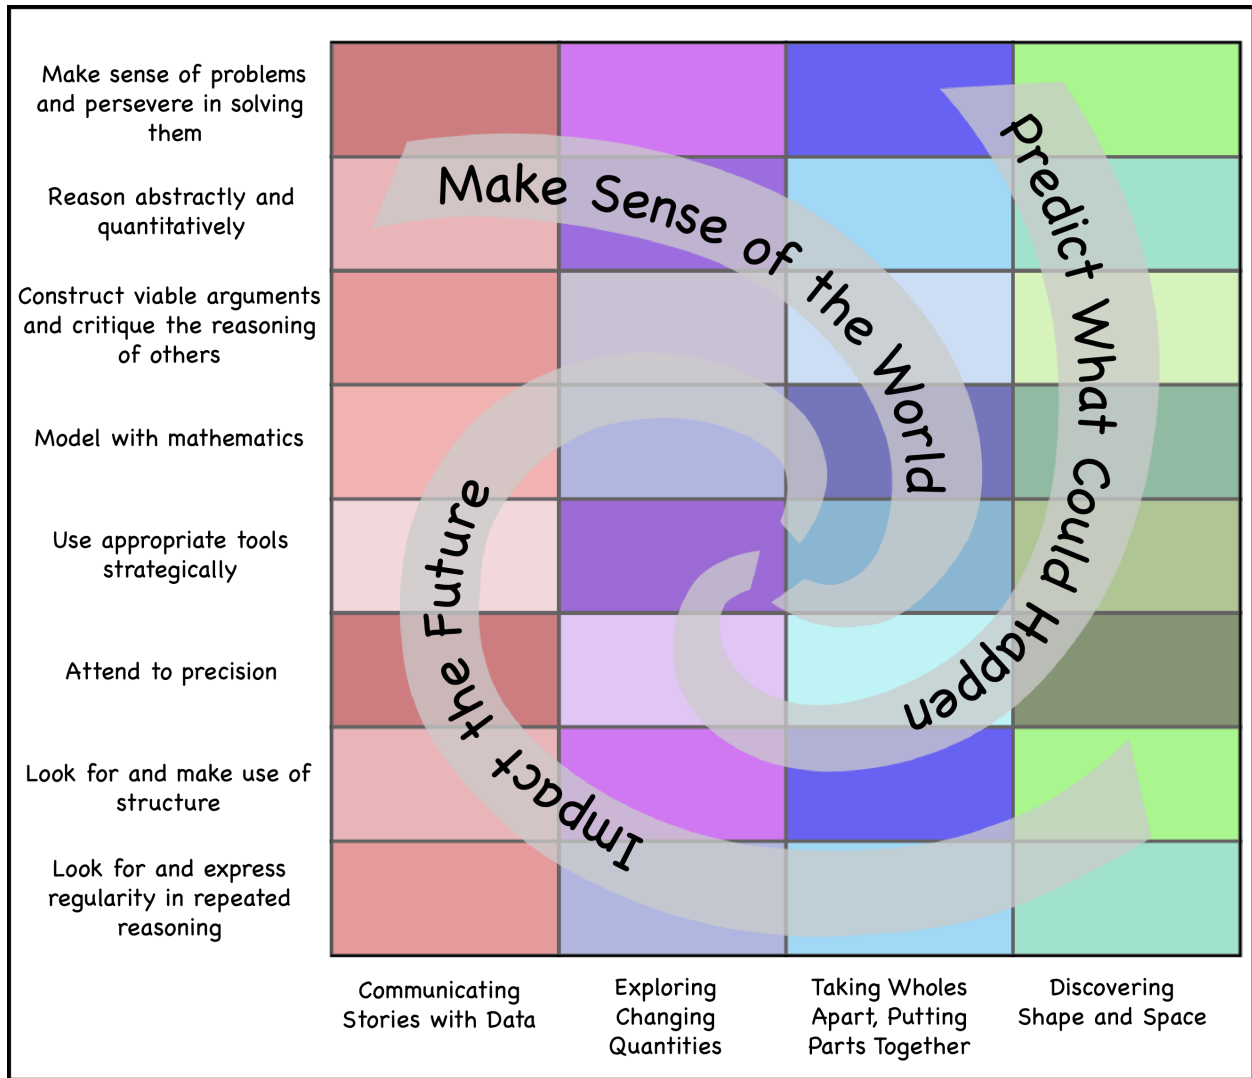 Make sense of problems
and persevere in solving
them
Reason abstractly and
quantitatively
Construct viable arguments
and critique the reasoning
of others
Model with mathematics
Use appropriate tools
strategically
Attend to precision
Look for and make use of
structure
Look for and express
regularity in repeated
reasoning
Make Sense of the World
Predict What Could Happen
Impact the Future
Communicating
Stories with Data
Exploring
Changing
Quantities
Taking Wholes
Apart, Putting
Parts Together
Discovering
Shape and Space